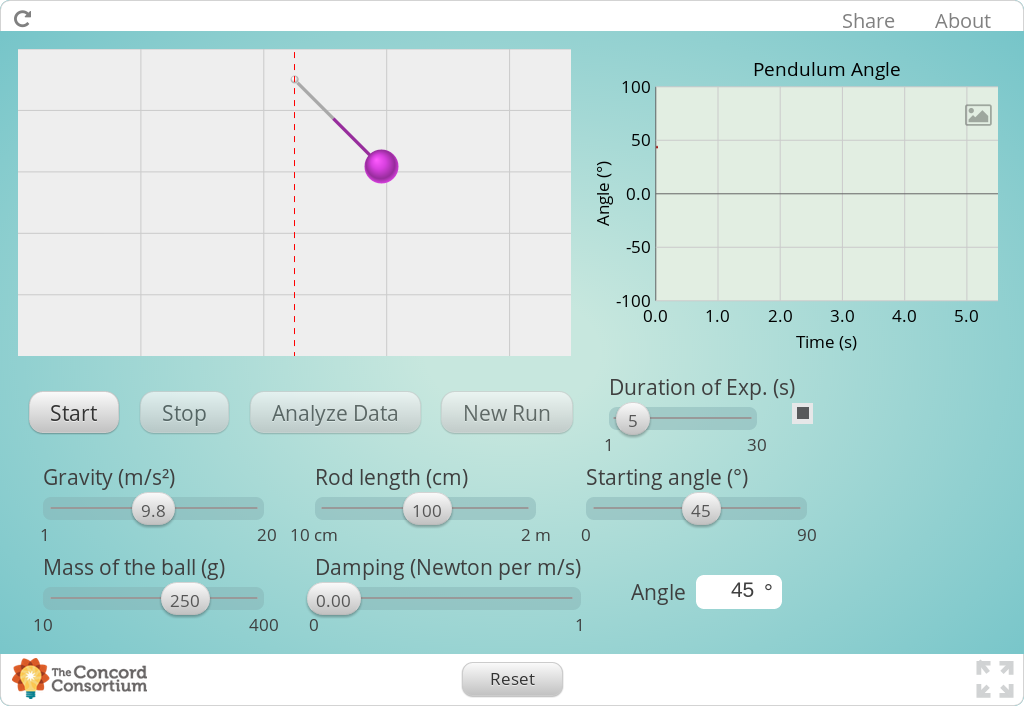 Share About
Pendulum Angle
100
50
0.0
-50
-100
Angle (°)
0.0 1.0 2.0 3.0 4.0 5.0
Time (s)
Start Stop Analyze Data New Run
Duration of Exp. (s)
5
1 30
Gravity (m/s²) Rod length (cm) Starting angle (°)
9.8 100 45
1 20 10 cm 2 m 0 90
Mass of the ball (g) Damping (Newton per m/s)
250 0.00
10 400 0 1
Angle 45 °
The Concord
Consortium
Reset